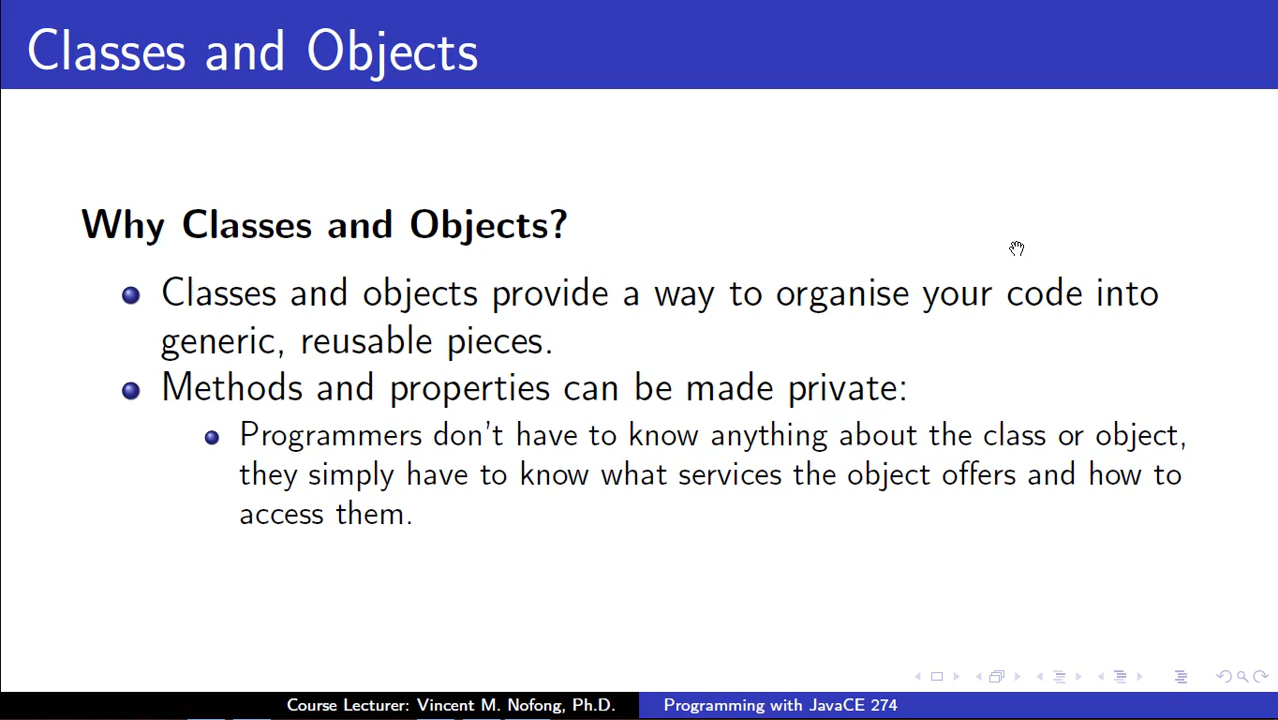 Classes and Objects
Why Classes and Objects?
Classes and objects provide a way to organise your code into
generic, reusable pieces.
Methods and properties can be made private:
Programmers don't have to know anything about the class or object,
they simply have to know what services the object offers and how to
access them.
Course Lecturer: Vincent M. Nofong, Ph.D.
Programming with JavaCE 274